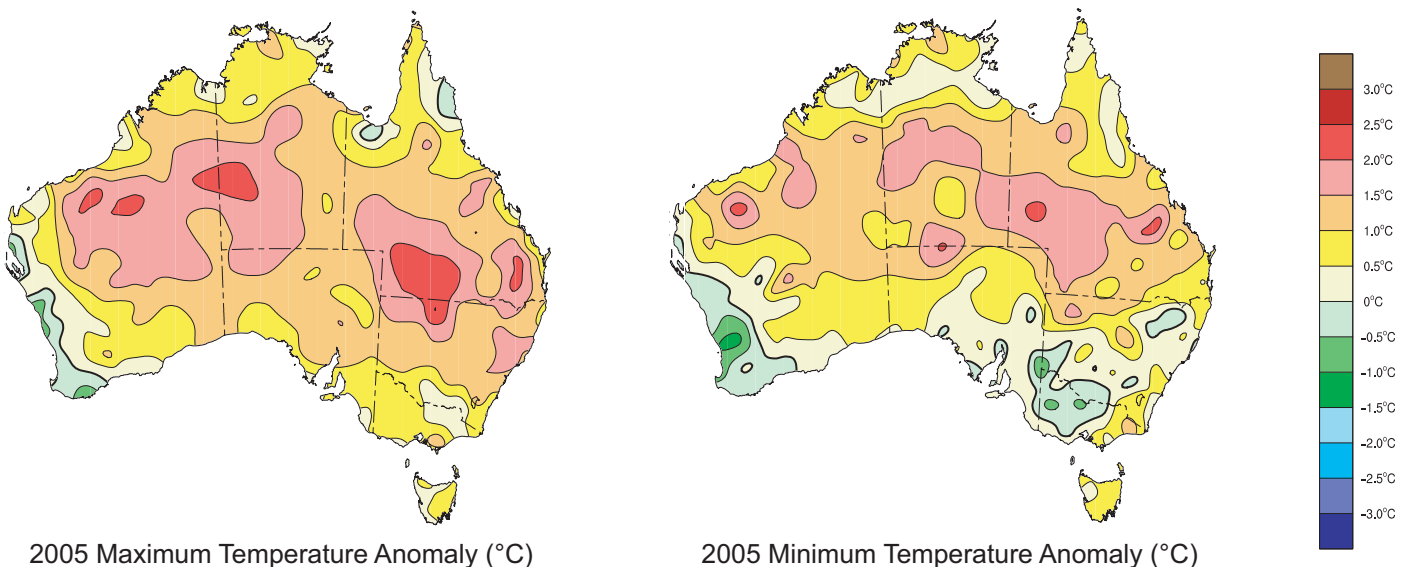 3.0°C
2.5°C
2.0°C
1.5°C
1.0°C
0.5°C
0°C
-0.5°C
-1.0°C
-1.5°C
-2.0°C
-2.5°C
-3.0°C
2005 Maximum Temperature Anomaly (°C)
2005 Minimum Temperature Anomaly (°C)